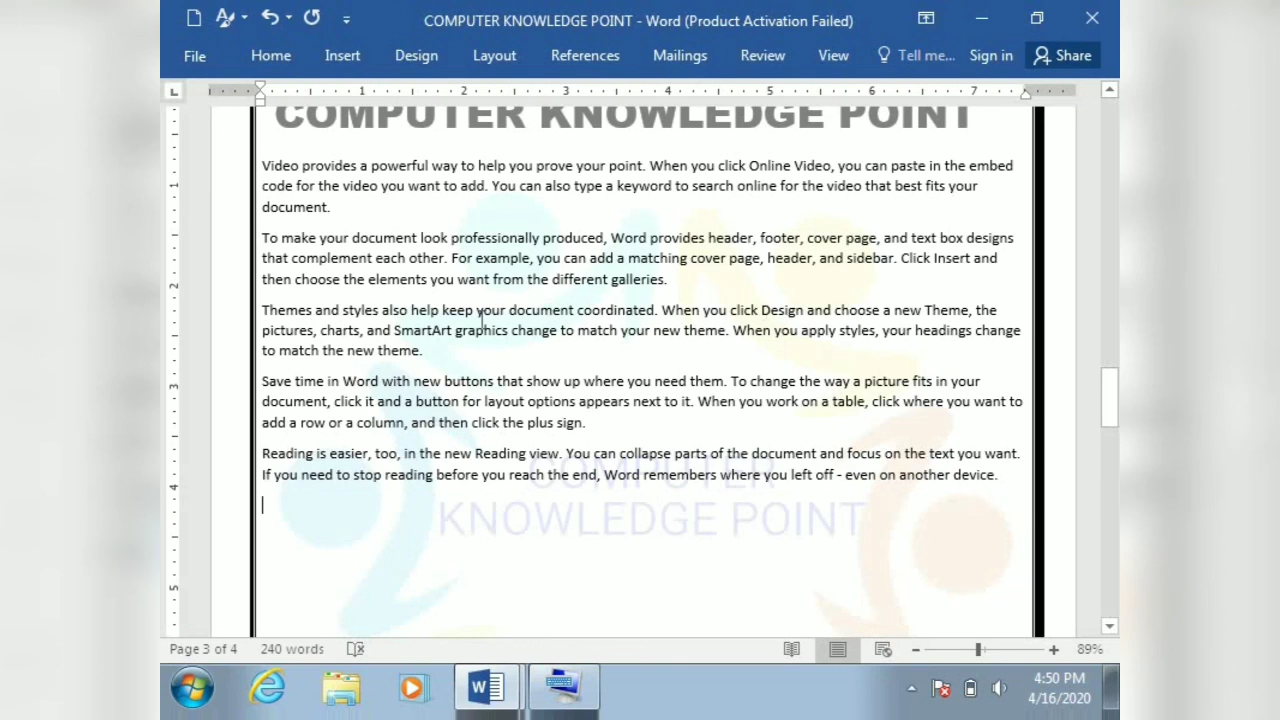 COMPUTER KNOWLEDGE POINT - Word (Product Activation Failed)
File Home Insert Design Layout References Mailings Review View Tell me... Sign in Share
L 1 2 3 4 5 6 7
COMPUTER KNOWLEDGE POINT
Video provides a powerful way to help you prove your point. When you click Online Video, you can paste in the embed
code for the video you want to add. You can also type a keyword to search online for the video that best fits your
document.
To make your document look professionally produced, Word provides header, footer, cover page, and text box designs
that complement each other. For example, you can add a matching cover page, header, and sidebar. Click Insert and
then choose the elements you want from the different galleries.
Themes and styles also help keep your document coordinated. When you click Design and choose a new Theme, the
pictures, charts, and SmartArt graphics change to match your new theme. When you apply styles, your headings change
to match the new theme.
Save time in Word with new buttons that show up where you need them. To change the way a picture fits in your
document, click it and a button for layout options appears next to it. When you work on a table, click where you want to
add a row or a column, and then click the plus sign.
Reading is easier, too, in the new Reading view. You can collapse parts of the document and focus on the text you want.
If you need to stop reading before you reach the end, Word remembers where you left off - even on another device.
COMPUTER
KNOWLEDGE POINT
1
2
3
4
5
Page 3 of 4 240 words 89%
4:50 PM
4/16/2020